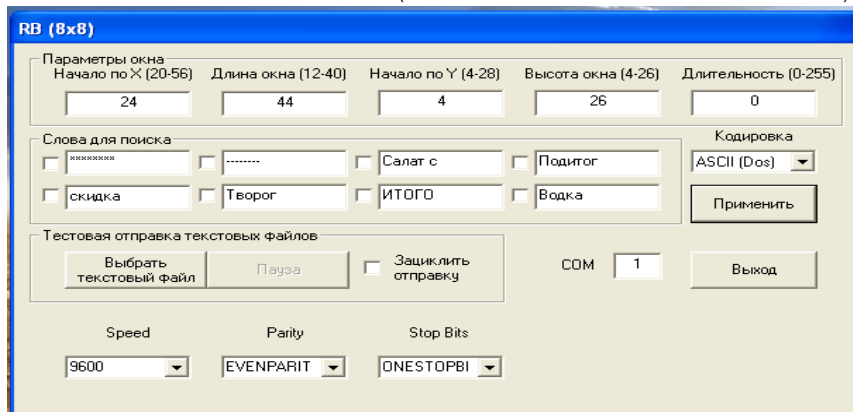 RB (8x8)
Параметры окна
Начало по X (20-56) Длина окна (12-40) Начало по Y (4-28) Высота окна (4-26) Длительность (0-255)
24 44 4 26 0
Слова для поиска Кодировка
******** -------- Салат с Подитог ASCII (Dos)
скидка Творог ИТОГО Водка Применить
Тестовая отправка текстовых файлов
Выбрать текстовый файл Пауза Зациклить отправку COM 1 Выход
Speed Parity Stop Bits
9600 EVENPARIT ONESTOPBI